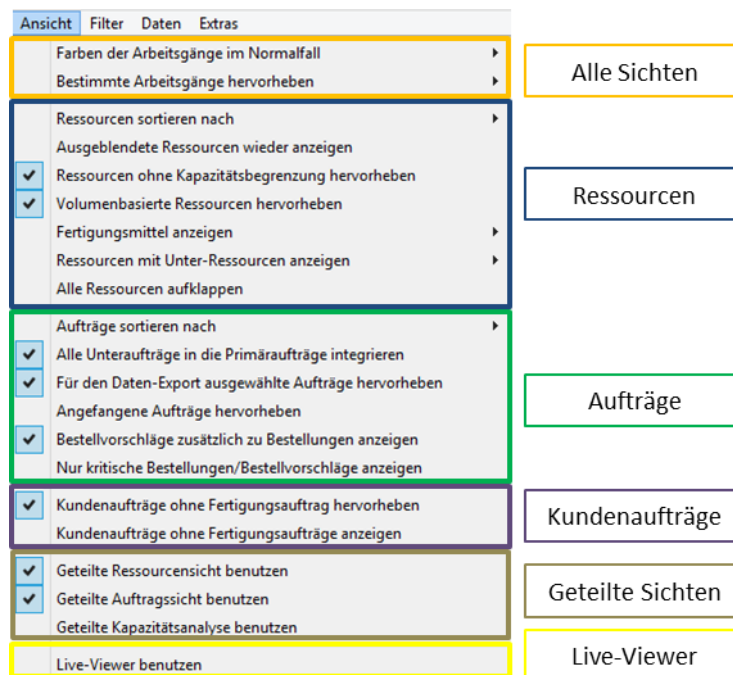 Ansicht Filter Daten Extras
Farben der Arbeitsgänge im Normalfall
Bestimmte Arbeitsgänge hervorheben
Alle Sichten
Ressourcen sortieren nach
Ausgeblendete Ressourcen wieder anzeigen
Ressourcen ohne Kapazitätsbegrenzung hervorheben
Volumenbasierte Ressourcen hervorheben
Fertigungsmittel anzeigen
Ressourcen mit Unter-Ressourcen anzeigen
Alle Ressourcen aufklappen
Ressourcen
Aufträge sortieren nach
Alle Unteraufträge in die Primäraufträge integrieren
Für den Daten-Export ausgewählte Aufträge hervorheben
Angefangene Aufträge hervorheben
Bestellvorschläge zusätzlich zu Bestellungen anzeigen
Nur kritische Bestellungen/Bestellvorschläge anzeigen
Aufträge
Kundenaufträge ohne Fertigungsauftrag hervorheben
Kundenaufträge ohne Fertigungsaufträge anzeigen
Kundenaufträge
Geteilte Ressourcensicht benutzen
Geteilte Auftragssicht benutzen
Geteilte Kapazitätsanalyse benutzen
Geteilte Sichten
Live-Viewer benutzen
Live-Viewer